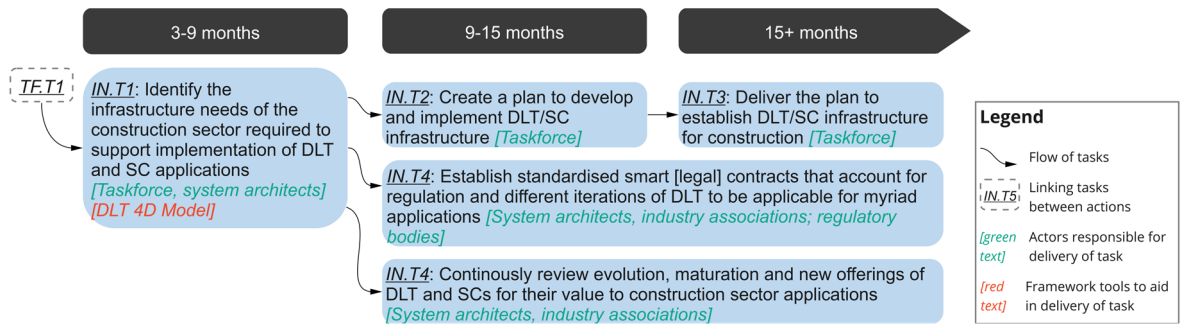 3-9 months
9-15 months
15+ months
TF.T1
IN.T1: Identify the
infrastructure needs of the
construction sector required to
support implementation of DLT
and SC applications
[Taskforce, system architects]
[DLT 4D Model]
IN.T2: Create a plan to develop
and implement DLT/SC
infrastructure [Taskforce]
IN.T3: Deliver the plan to
establish DLT/SC infrastructure
for construction [Taskforce]
IN.T4: Establish standardised smart [legal] contracts that account for
regulation and different iterations of DLT to be applicable for myriad
applications [System architects, industry associations; regulatory
bodies]
IN.T4: Continously review evolution, maturation and new offerings of
DLT and SCs for their value to construction sector applications
[System architects, industry associations]
Legend
Flow of tasks
IN.T5
Linking tasks
between actions
[green
text]
Actors responsible for
delivery of task
[red
text]
Framework tools to aid
in delivery of task